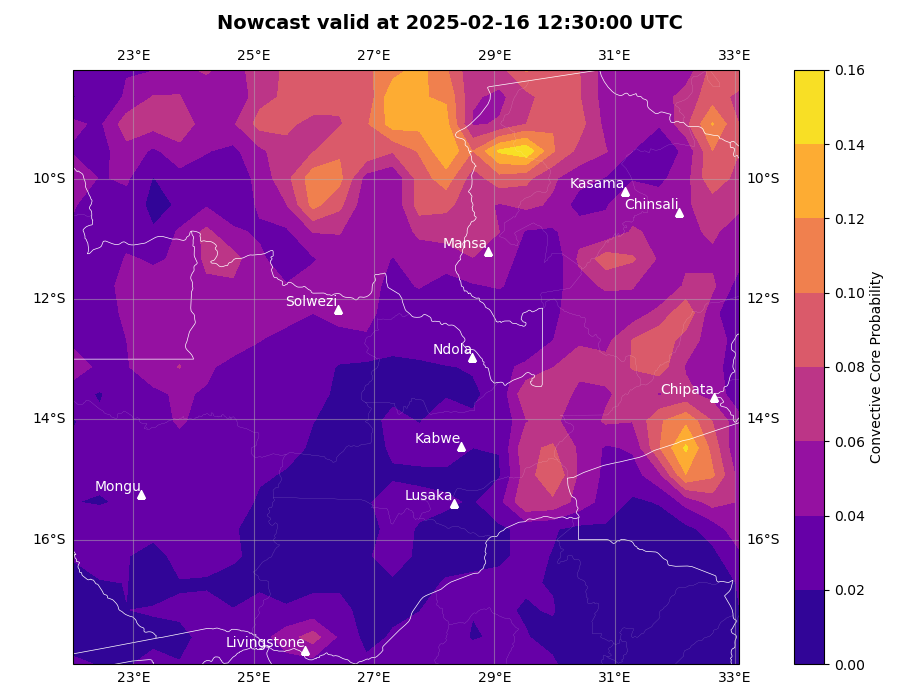 Nowcast valid at 2025-02-16 12:30:00 UTC
23°E 25°E 27°E 29°E 31°E 33°E
0.16
0.14
0.12
0.10
0.08
0.06
0.04
0.02
0.00
Convective Core Probability
10°S 10°S
12°S 12°S
14°S 14°S
16°S 16°S
Kasama
Chinsali
Mansa
Solwezi
Ndola
Chipata
Kabwe
Mongu
Lusaka
Livingstone
23°E 25°E 27°E 29°E 31°E 33°E